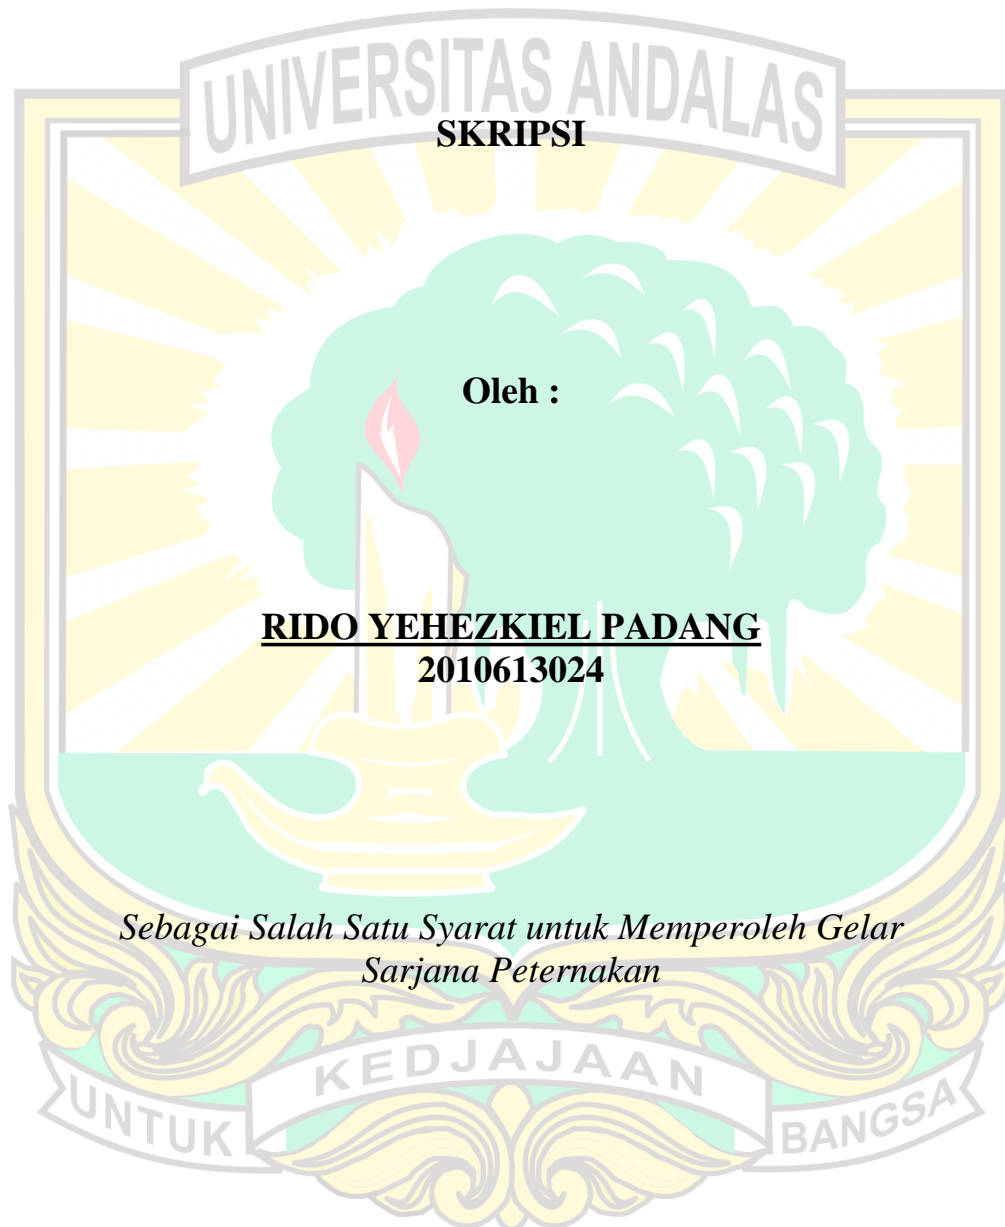 UNIVERSITAS ANDALAS
SKRIPSI
Oleh :
RIDO YEHEZKIEL PADANG
2010613024
Sebagai Salah Satu Syarat untuk Memperoleh Gelar
Sarjana Peternakan
UNTUK KEDJAJAAN BANGSA